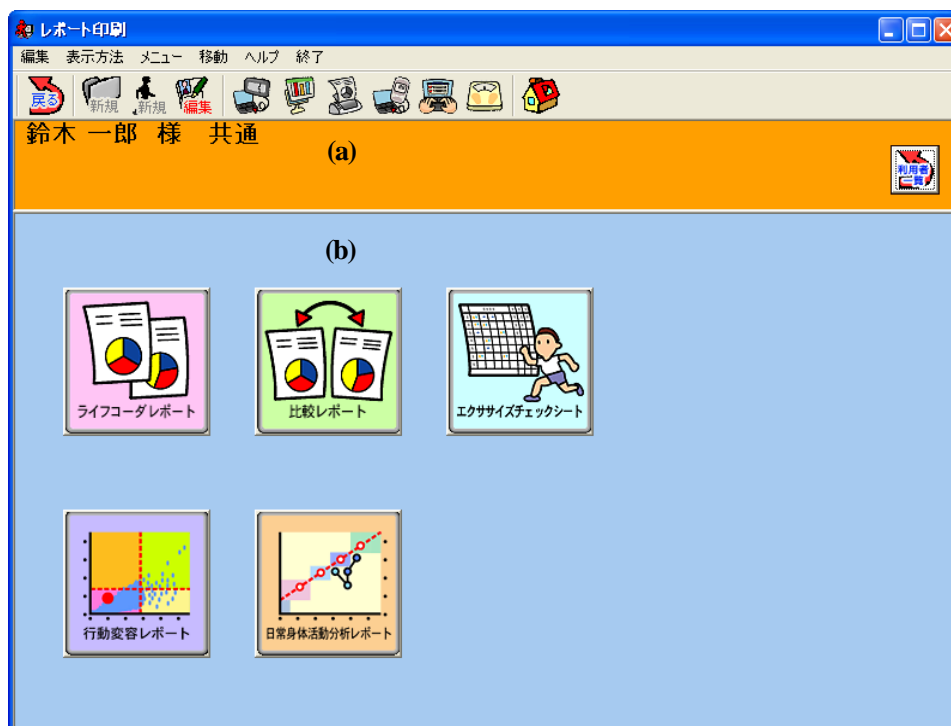 レポート印刷
編集 表示方法 メニュー 移動 ヘルプ 終了
戻る 新規 新規 編集
鈴木 一郎 様 共通
(a)
利用者一覧
(b)
ライフコーダレポート 比較レポート エクササイズチェックシート
行動変容レポート 日常身体活動分析レポート